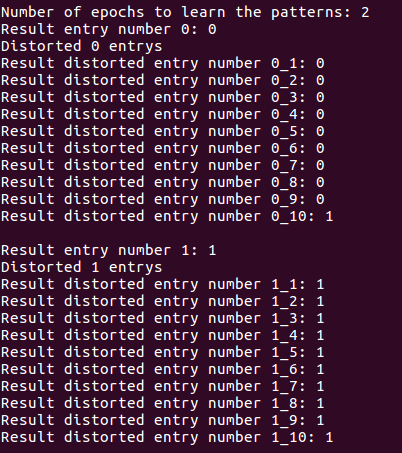 Number of epochs to learn the patterns: 2
Result entry number 0: 0
Distorted 0 entrys
Result distorted entry number 0_1: 0
Result distorted entry number 0_2: 0
Result distorted entry number 0_3: 0
Result distorted entry number 0_4: 0
Result distorted entry number 0_5: 0
Result distorted entry number 0_6: 0
Result distorted entry number 0_7: 0
Result distorted entry number 0_8: 0
Result distorted entry number 0_9: 0
Result distorted entry number 0_10: 1

Result entry number 1: 1
Distorted 1 entrys
Result distorted entry number 1_1: 1
Result distorted entry number 1_2: 1
Result distorted entry number 1_3: 1
Result distorted entry number 1_4: 1
Result distorted entry number 1_5: 1
Result distorted entry number 1_6: 1
Result distorted entry number 1_7: 1
Result distorted entry number 1_8: 1
Result distorted entry number 1_9: 1
Result distorted entry number 1_10: 1